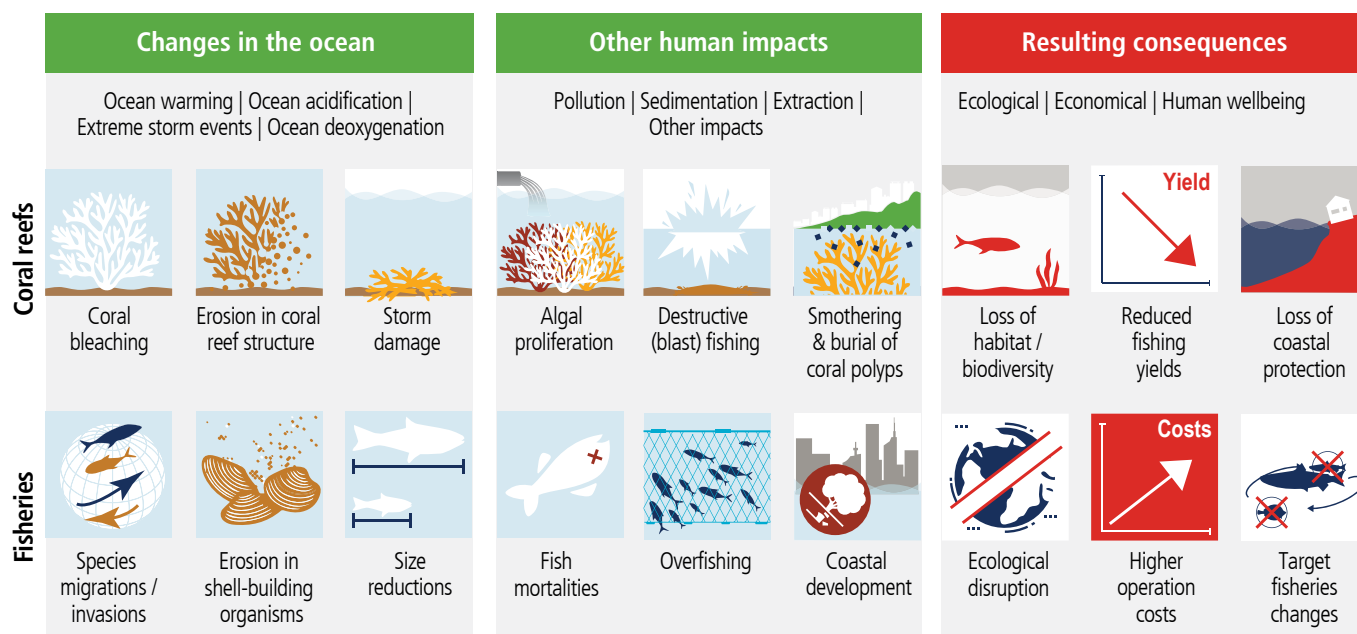 Changes in the ocean
Other human impacts
Resulting consequences
Ocean warming | Ocean acidification |
Extreme storm events | Ocean deoxygenation
Pollution | Sedimentation | Extraction |
Other impacts
Ecological | Economical | Human wellbeing
Coral reefs
Coral
bleaching
Erosion in coral
reef structure
Storm
damage
Algal
proliferation
Destructive
(blast) fishing
Smothering
& burial of
coral polyps
Loss of
habitat /
biodiversity
Yield
Reduced
fishing
yields
Loss of
coastal
protection
Fisheries
Species
migrations /
invasions
Erosion in
shell-building
organisms
Size
reductions
Fish
mortalities
Overfishing
Coastal
development
Ecological
disruption
Costs
Higher
operation
costs
Target
fisheries
changes